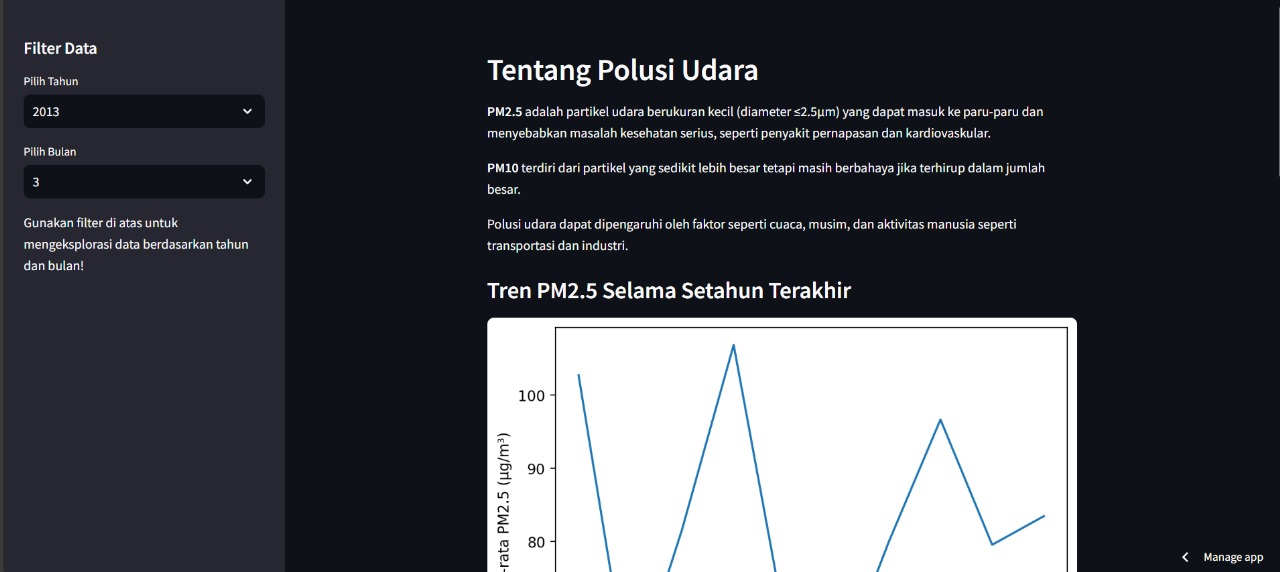 Filter Data
Pilih Tahun
2013
Pilih Bulan
3
Gunakan filter di atas untuk
mengeksplorasi data berdasarkan tahun
dan bulan!
Tentang Polusi Udara
PM2.5 adalah partikel udara berukuran kecil (diameter ≤2.5μm) yang dapat masuk ke paru-paru dan
menyebabkan masalah kesehatan serius, seperti penyakit pernapasan dan kardiovaskular.
PM10 terdiri dari partikel yang sedikit lebih besar tetapi masih berbahaya jika terhirup dalam jumlah
besar.
Polusi udara dapat dipengaruhi oleh faktor seperti cuaca, musim, dan aktivitas manusia seperti
transportasi dan industri.
Tren PM2.5 Selama Setahun Terakhir
100
90
80
-rata PM2.5 (μg/m³)
Manage app